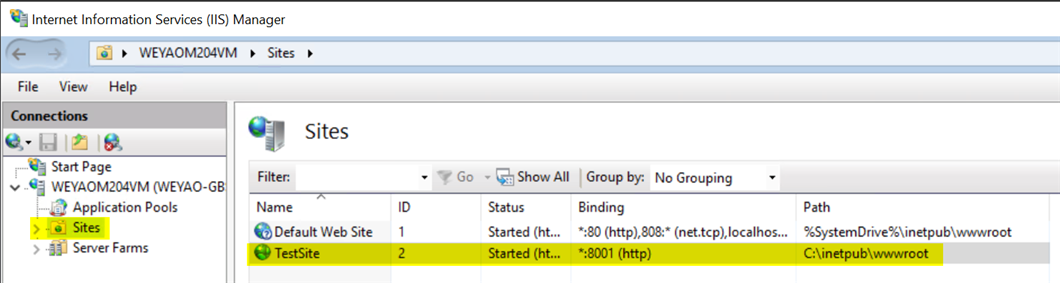 Internet Information Services (IIS) Manager
WEYAOM204VM Sites
File View Help
Connections
Start Page
WEYAOM204VM (WEYAO-GB
Application Pools
Sites
Server Farms
Sites
Filter: Go Show All Group by: No Grouping
Name ID Status Binding Path
Default Web Site 1 Started (ht... *:80 (http),808:* (net.tcp),localhos... %SystemDrive%\inetpub\wwwroot
TestSite 2 Started (ht... *:8001 (http) C:\inetpub\wwwroot